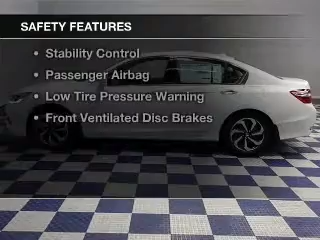 SAFETY FEATURES
• Stability Control
• Passenger Airbag
• Low Tire Pressure Warning
• Front Ventilated Disc Brakes